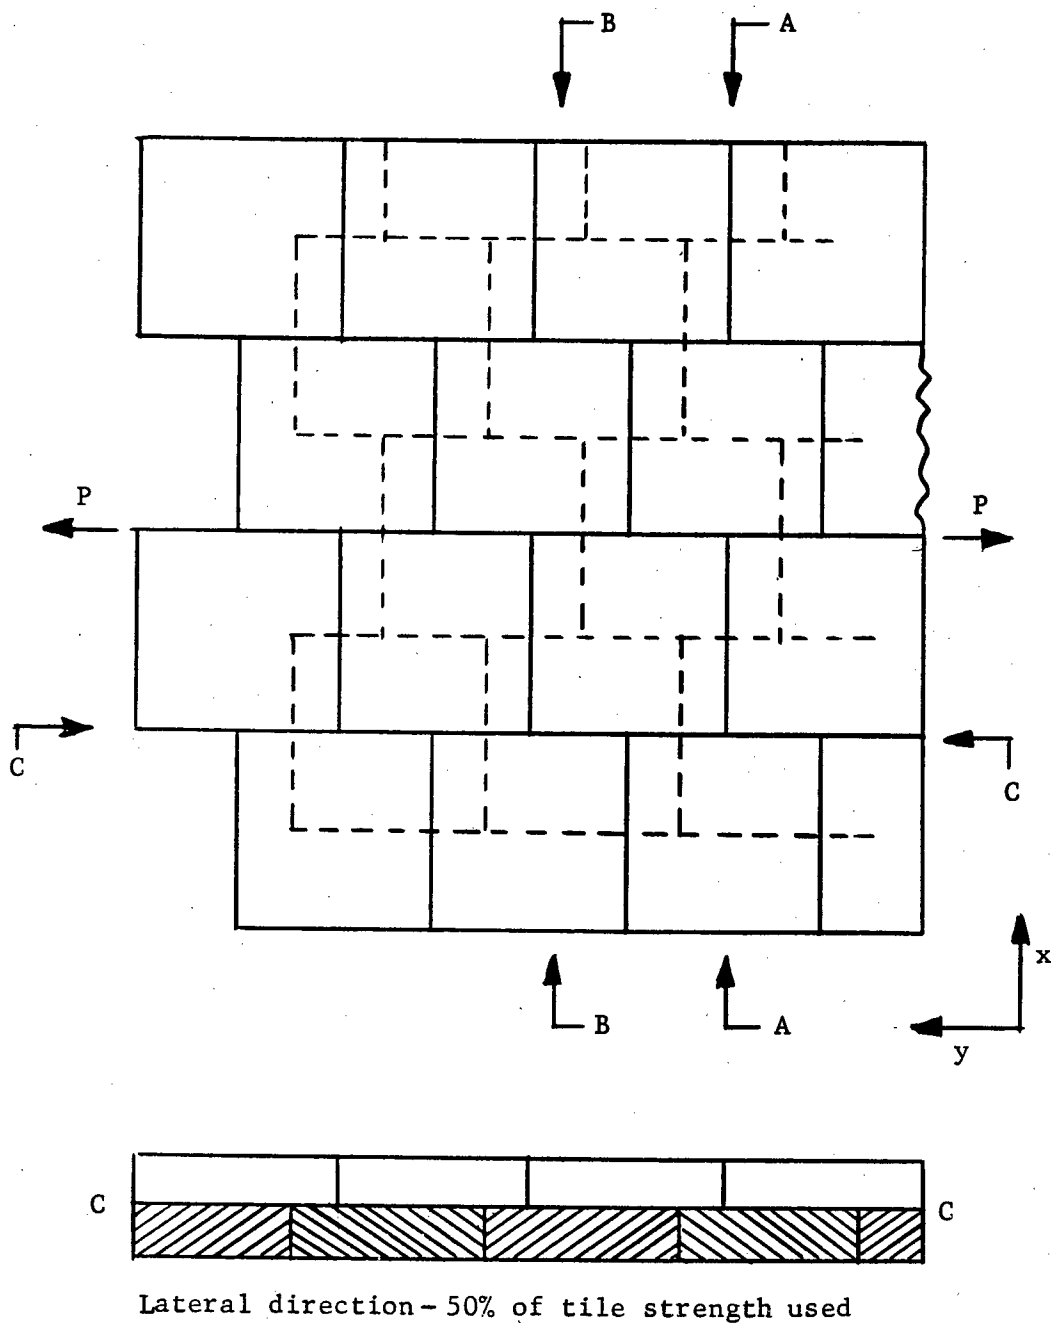 B A
P P
C C
B A
x
y
C C
Lateral direction - 50% of tile strength used